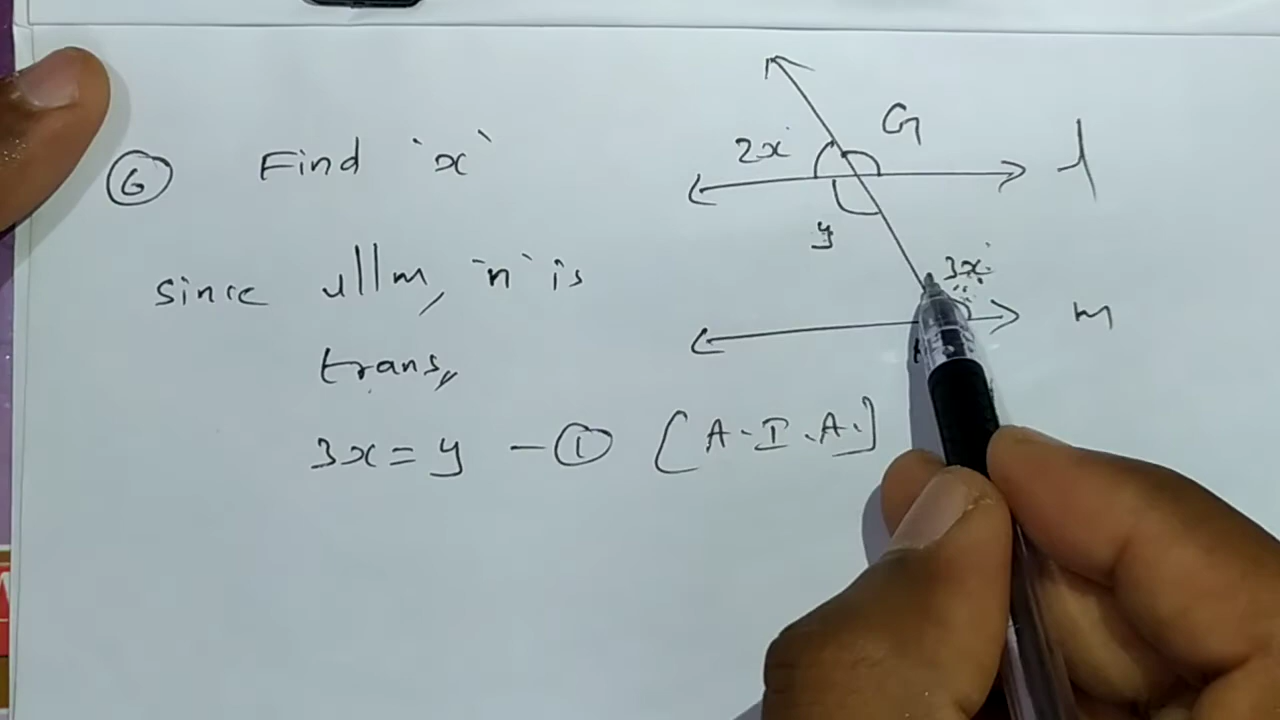 6 Find 'x'
since l||m, 'n' is
trans,,
3x = y - ① [A.I.A.]
2x°
G
l
y
3x°
m